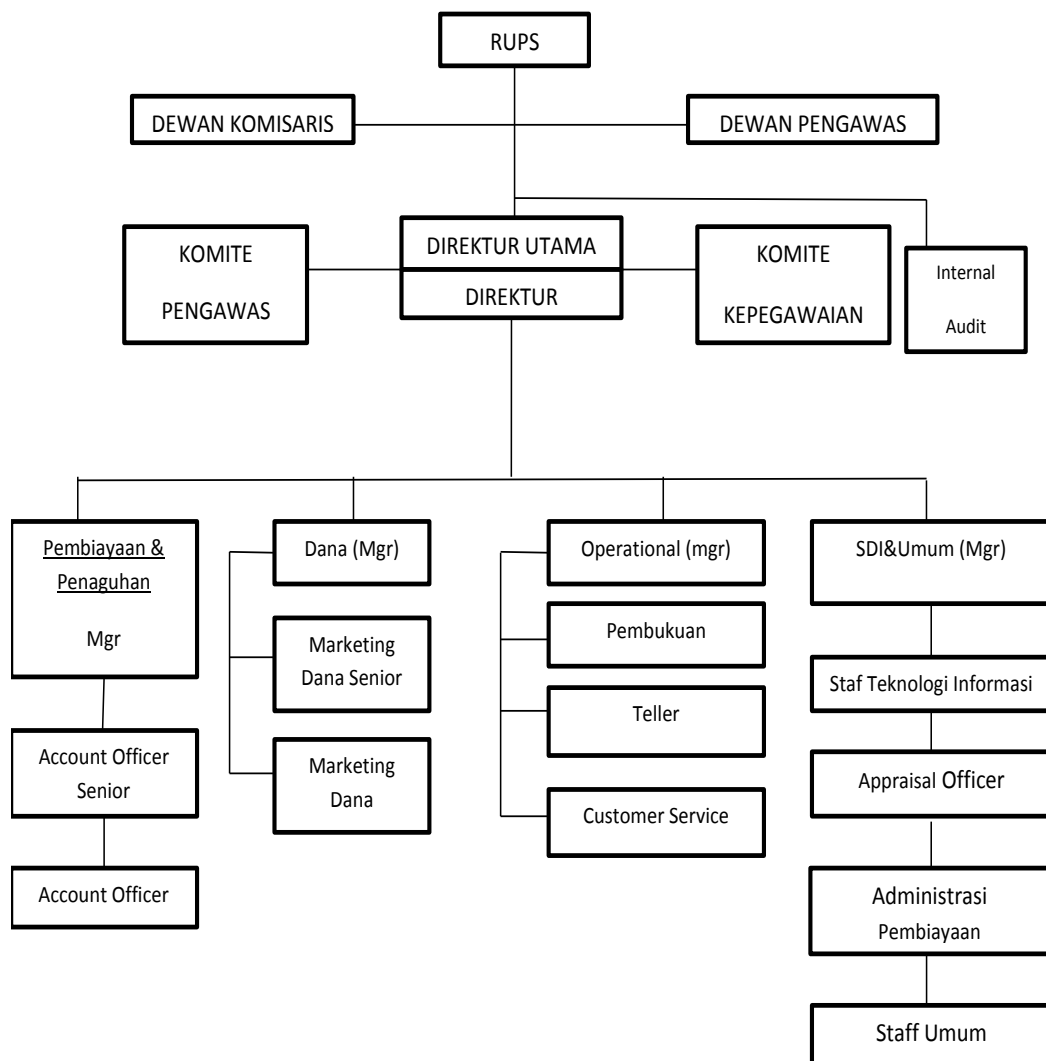 RUPS
DEWAN KOMISARIS
DEWAN PENGAWAS
KOMITE
PENGAWAS
DIREKTUR UTAMA
DIREKTUR
KOMITE
KEPEGAWAIAN
Internal
Audit
Pembiayaan &
Penaguhan
Mgr
Account Officer
Senior
Account Officer
Dana (Mgr)
Marketing
Dana Senior
Marketing
Dana
Operational (mgr)
Pembukuan
Teller
Customer Service
SDI&Umum (Mgr)
Staf Teknologi Informasi
Appraisal Officer
Administrasi
Pembiayaan
Staff Umum